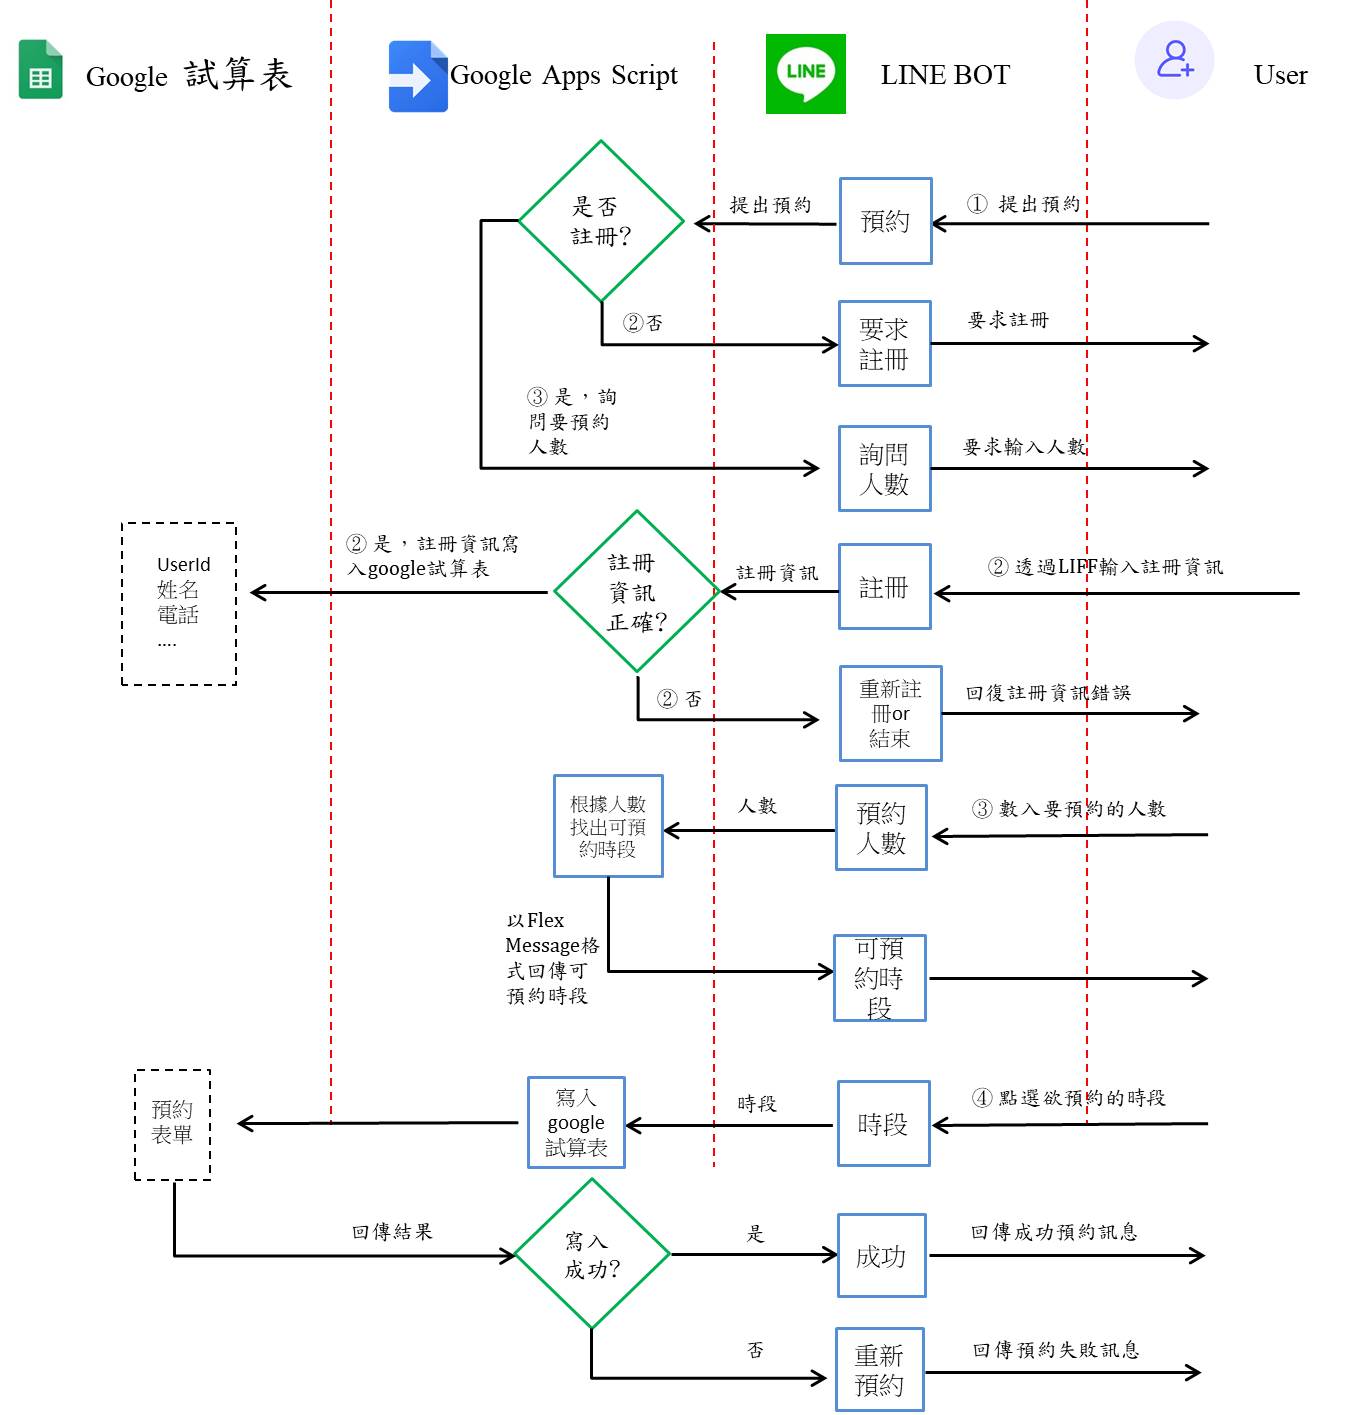 Google 試算表
Google Apps Script
LINE
LINE BOT
User
是否
註冊?
提出預約
預約
① 提出預約
②否
要求
註冊
要求註冊
③ 是，詢
問要預約
人數
詢問
人數
要求輸入人數
UserId
姓名
電話
....
② 是，註冊資訊寫
入google試算表
註冊
資訊
正確?
註冊資訊
註冊
② 透過LIFF輸入註冊資訊
② 否
重新註
冊or
結束
回復註冊資訊錯誤
根據人數
找出可預
約時段
人數
預約
人數
③ 數入要預約的人數
以Flex
Message格
式回傳可
預約時段
可預
約時
段
預約
表單
寫入
google
試算表
時段
時段
④ 點選欲預約的時段
回傳結果
寫入
成功?
是
成功
回傳成功預約訊息
否
重新
預約
回傳預約失敗訊息